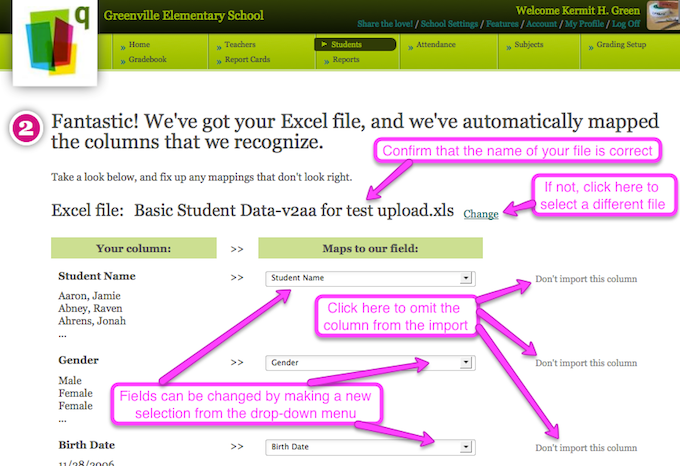 q
Greenville Elementary School
Welcome Kermit H. Green
Share the love! / School Settings / Features / Account / My Profile / Log Off
» Home » Teachers ► Students » Attendance » Subjects » Grading Setup
» Gradebook » Report Cards » Reports
2
Fantastic! We've got your Excel file, and we've automatically mapped
the columns that we recognize.
Confirm that the name of your file is correct
Take a look below, and fix up any mappings that don't look right.
If not, click here to
select a different file
Excel file: Basic Student Data-v2aa for test upload.xls Change
Your column: >> Maps to our field:
Student Name >> Student Name Don't import this column
Aaron, Jamie
Abney, Raven
Ahrens, Jonah
...
Click here to omit the
column from the import
Gender >> Gender Don't import this column
Male
Female
Female
...
Fields can be changed by making a new
selection from the drop-down menu
Birth Date >> Birth Date Don't import this column
11/28/2006